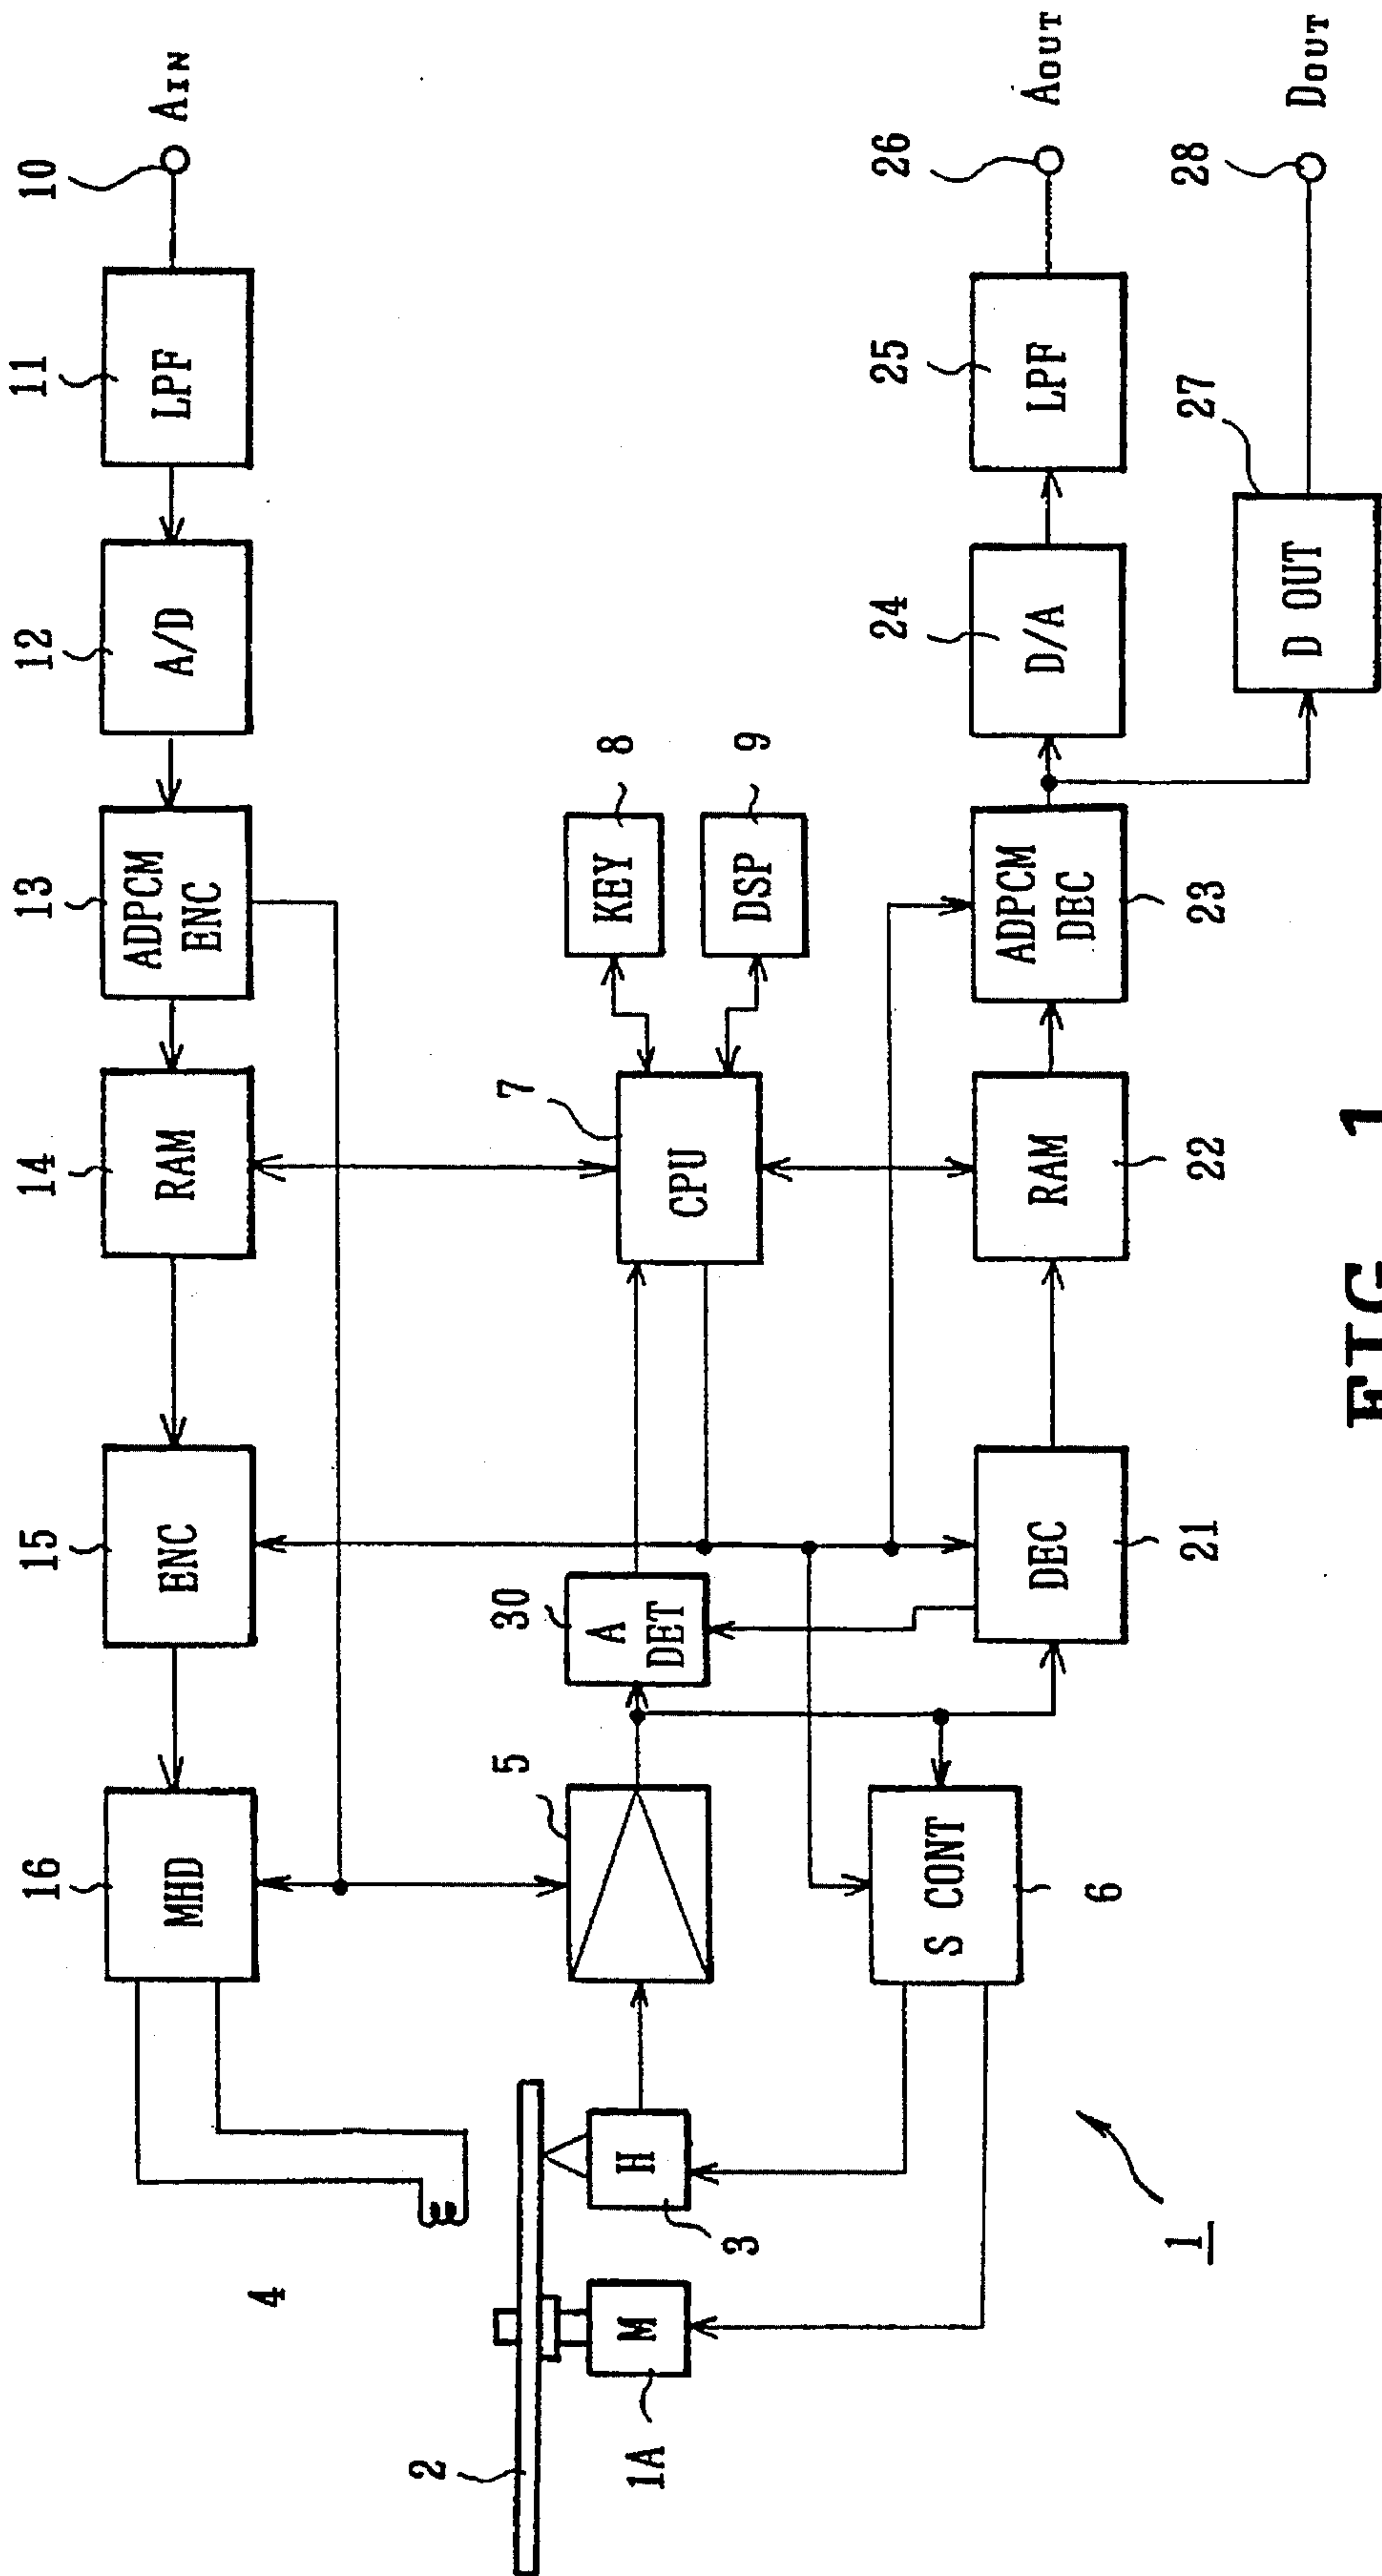 10
AIN
11
LPF
12
A/D
13
ADPCM
ENC
14
RAM
15
ENC
16
MHD
4
2
1A
M
3
H
5
30
A
DET
7
CPU
8
KEY
9
DSP
6
S CONT
21
DEC
22
RAM
23
ADPCM
DEC
24
D/A
25
LPF
26
AOUT
27
D OUT
28
DOUT
1
FIG. 1